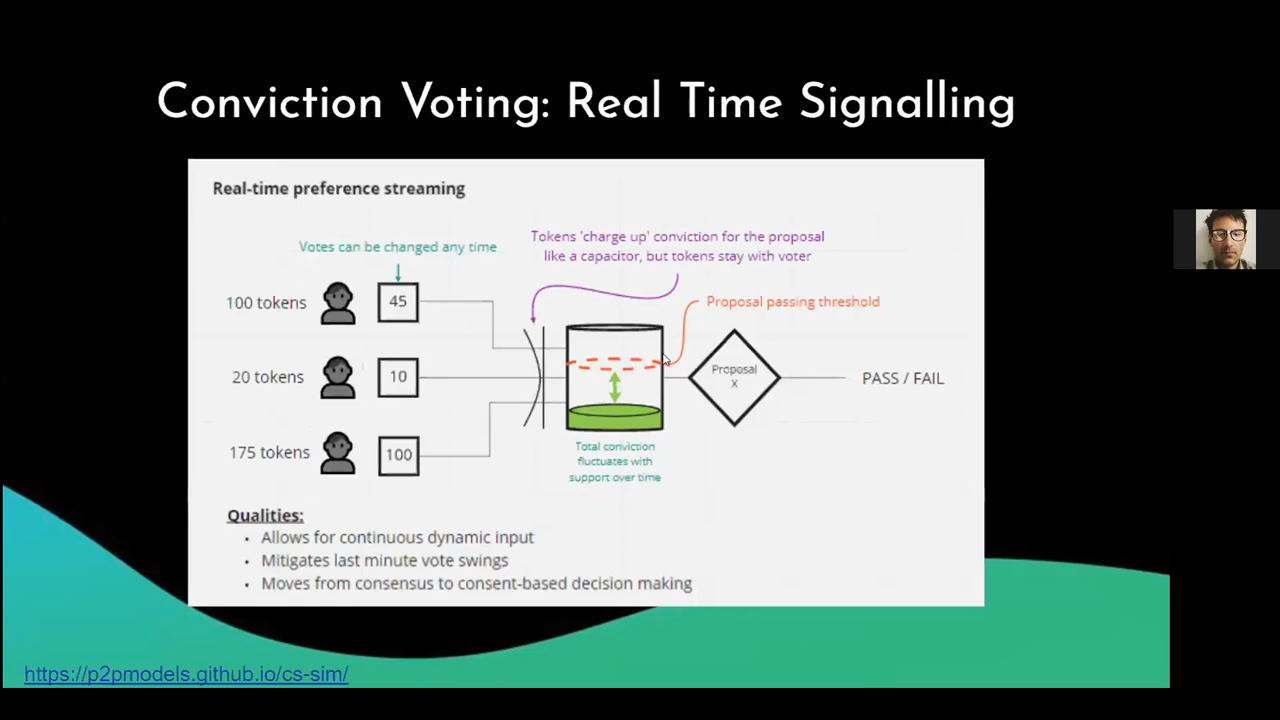 Conviction Voting: Real Time Signalling
Real-time preference streaming
Votes can be changed any time
Tokens 'charge up' conviction for the proposal
like a capacitor, but tokens stay with voter
Proposal passing threshold
100 tokens
45
20 tokens
10
175 tokens
100
Proposal
X
PASS / FAIL
Total conviction
fluctuates with
support over time
Qualities:
• Allows for continuous dynamic input
• Mitigates last minute vote swings
• Moves from consensus to consent-based decision making
https://p2pmodels.github.io/cs-sim/